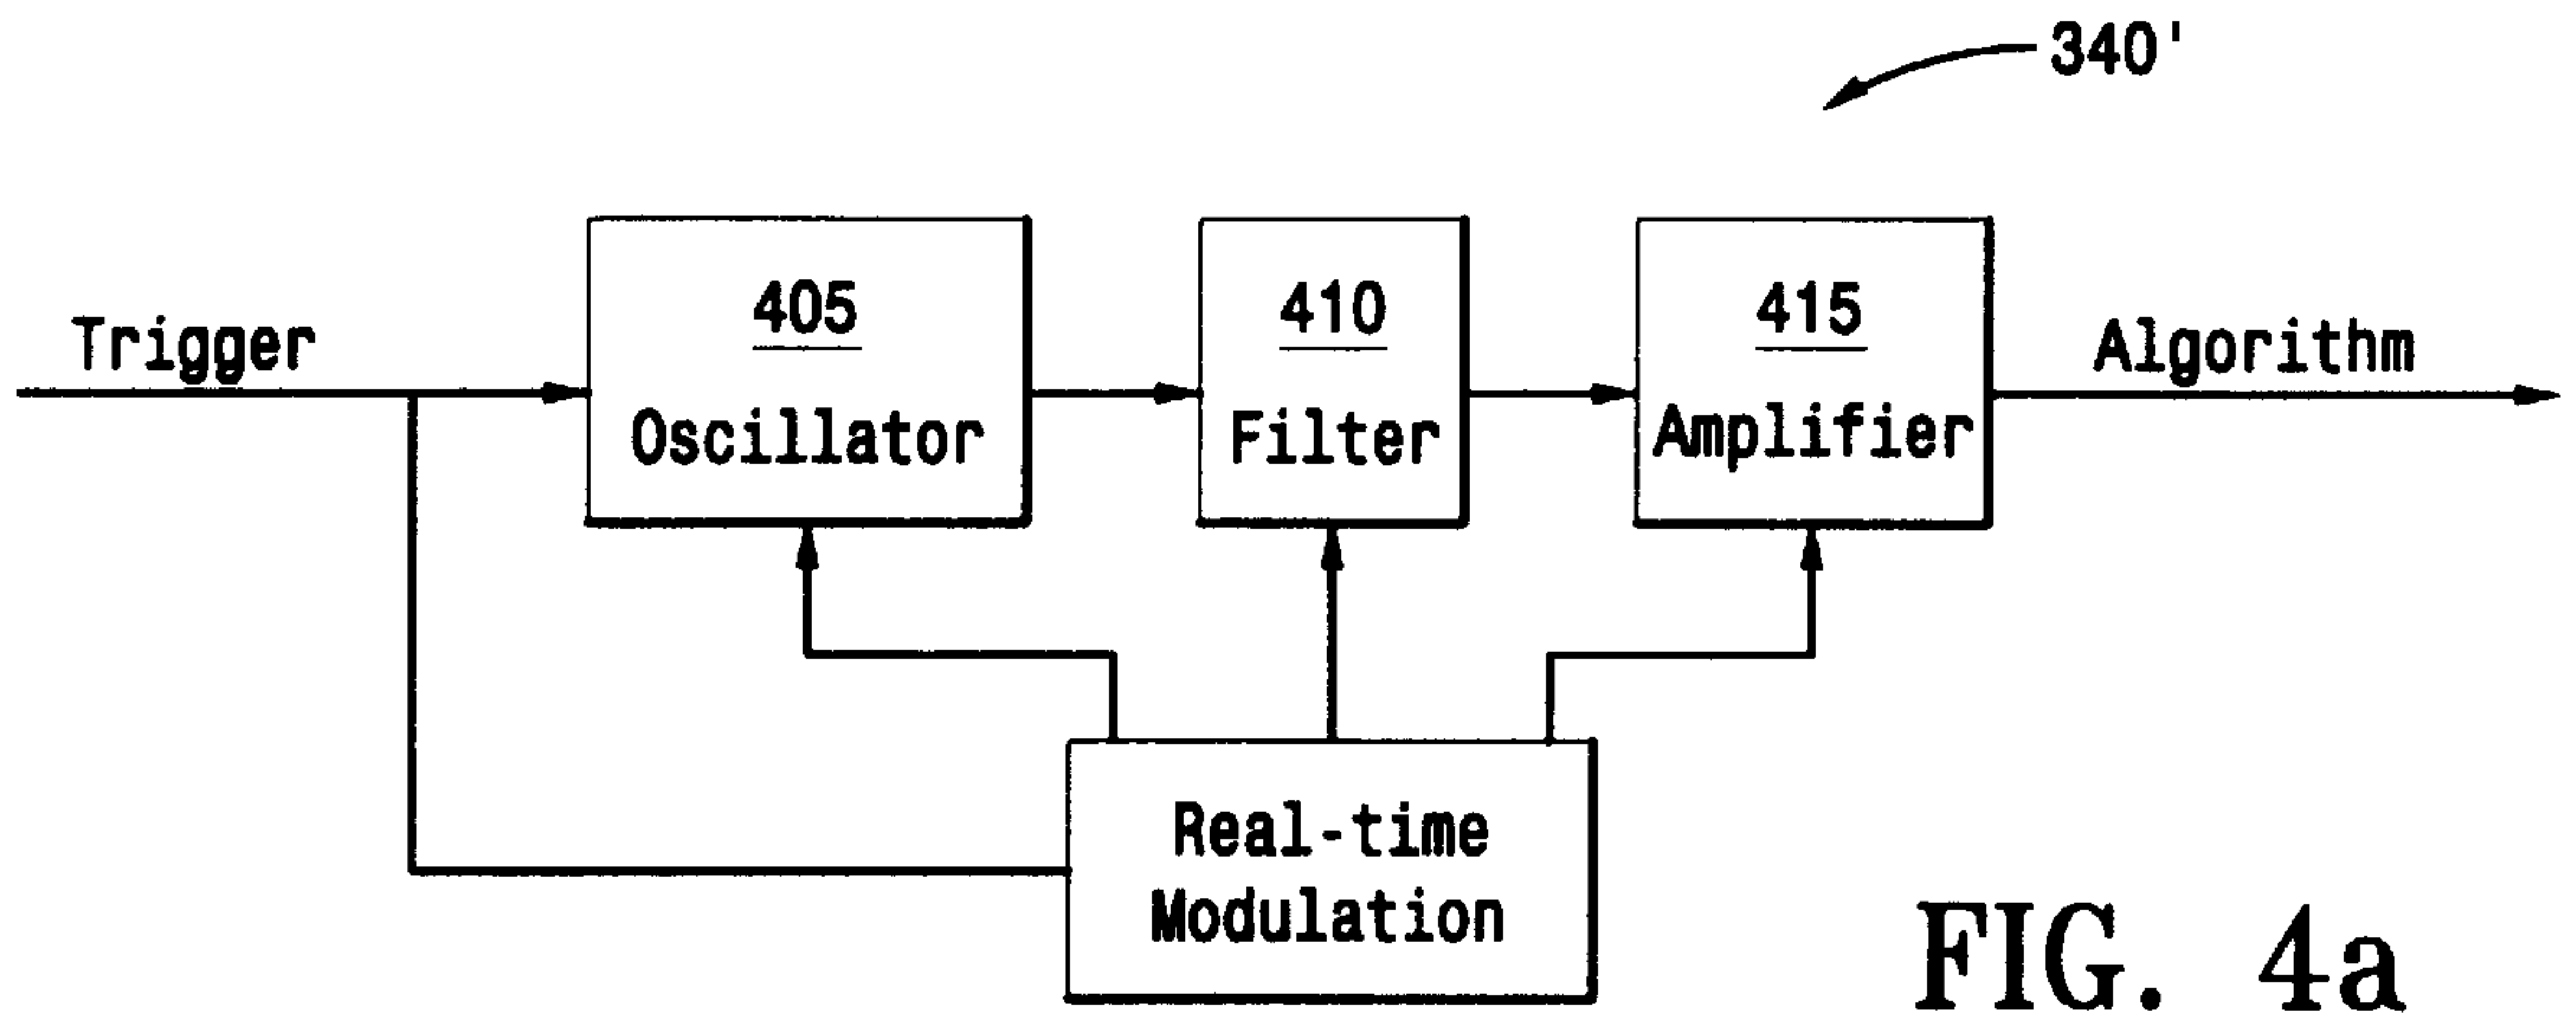 340'
Trigger
405
Oscillator
410
Filter
415
Amplifier
Algorithm
Real-time
Modulation
FIG. 4a